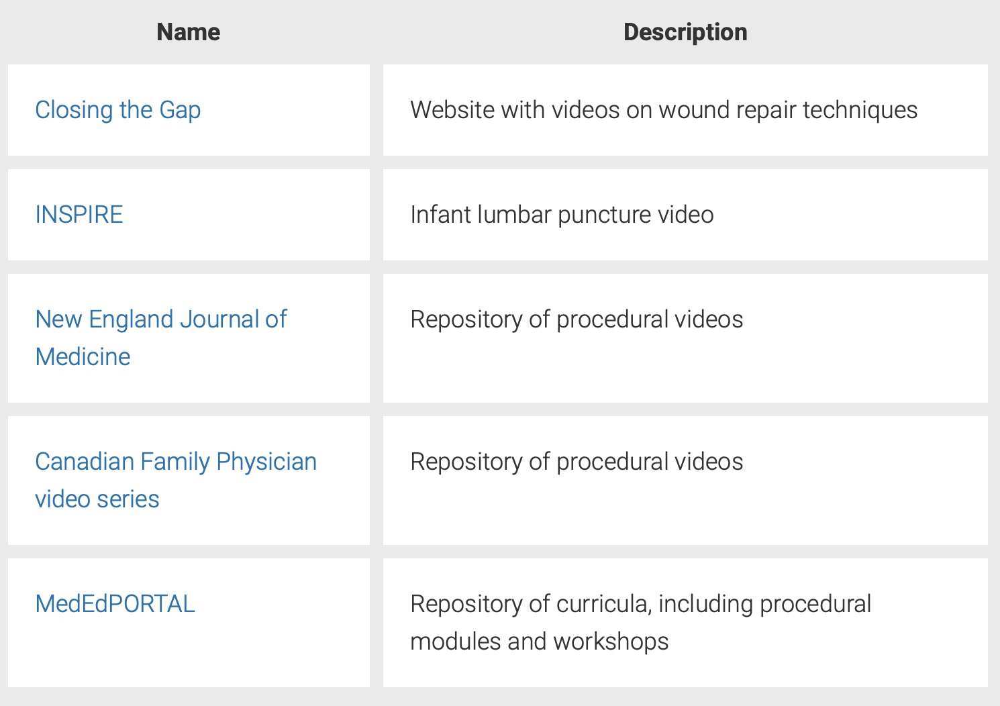 Name Description
Closing the Gap Website with videos on wound repair techniques
INSPIRE Infant lumbar puncture video
New England Journal of Repository of procedural videos
Medicine
Canadian Family Physician Repository of procedural videos
video series
MedEdPORTAL Repository of curricula, including procedural
modules and workshops